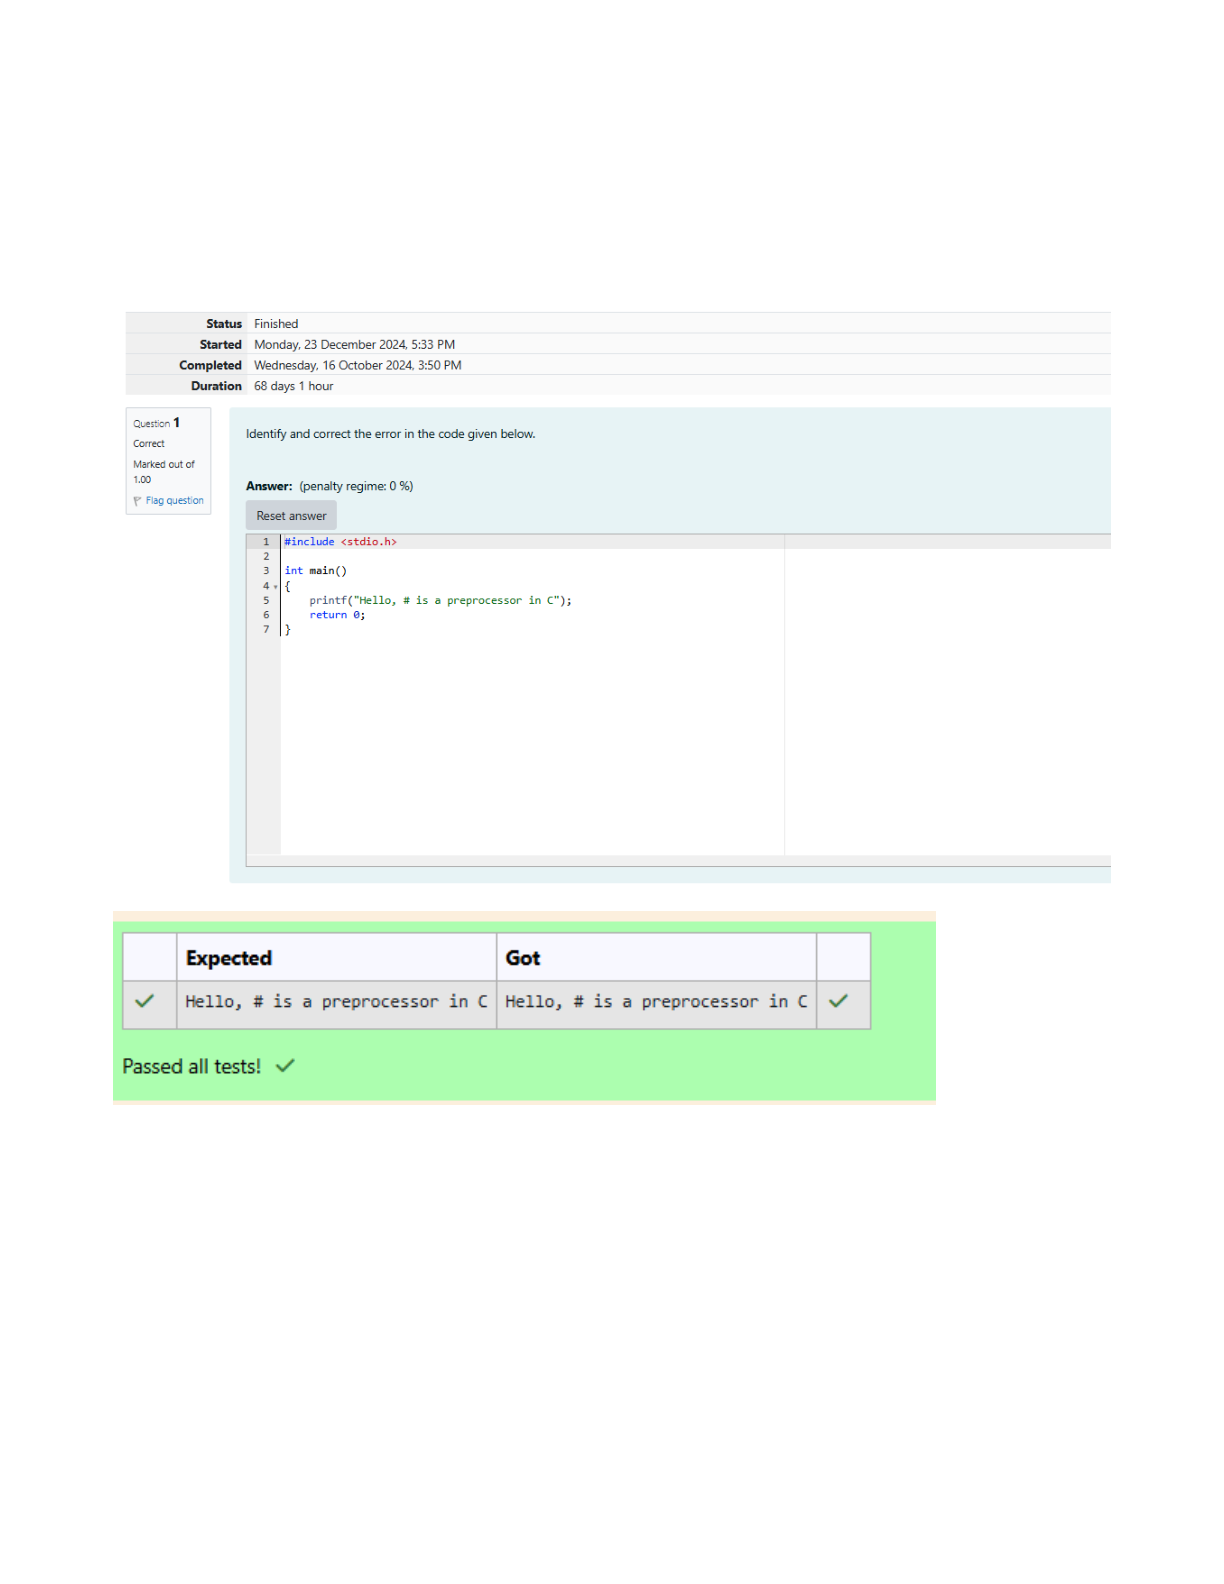 Status Finished
Started Monday, 23 December 2024, 5:33 PM
Completed Wednesday, 16 October 2024, 3:50 PM
Duration 68 days 1 hour
Question 1
Correct
Marked out of
1.00
Flag question
Identify and correct the error in the code given below.
Answer: (penalty regime: 0 %)
Reset answer
1 #include <stdio.h>
2
3 int main()
4 {
5     printf("Hello, # is a preprocessor in C");
6     return 0;
7 }
Expected Got
Hello, # is a preprocessor in C Hello, # is a preprocessor in C
Passed all tests!